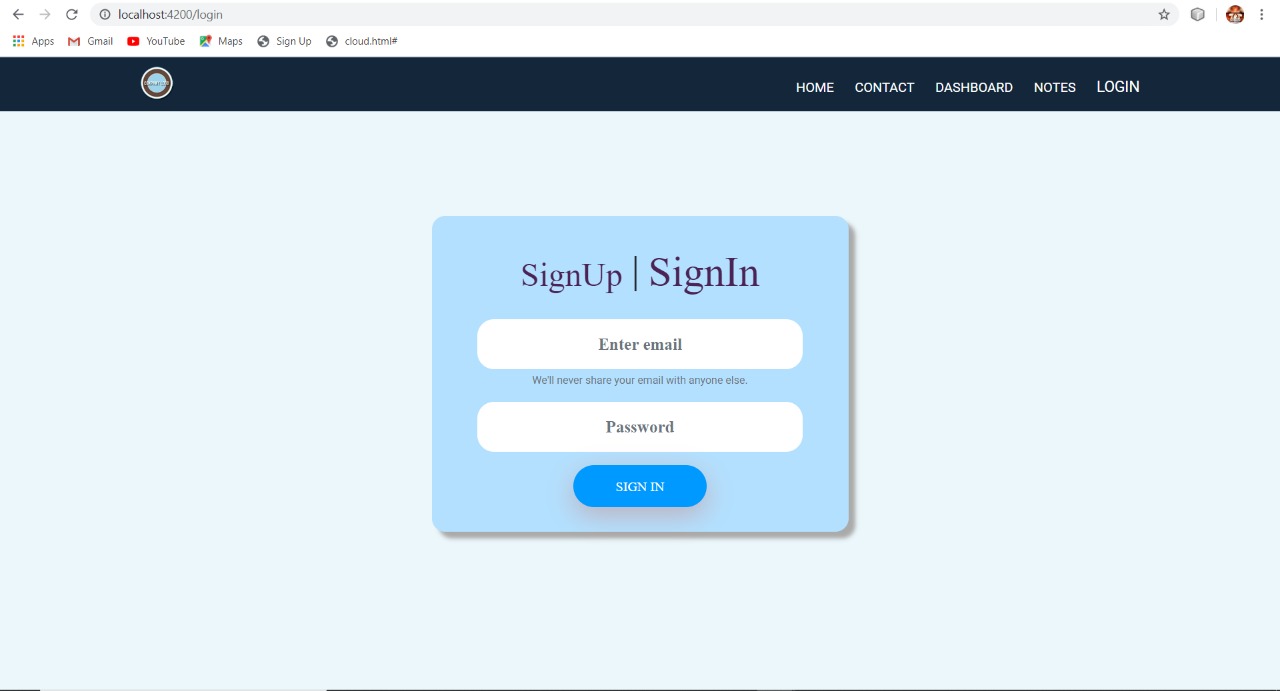 localhost:4200/login
Apps Gmail YouTube Maps Sign Up cloud.html#
HOME CONTACT DASHBOARD NOTES LOGIN
SignUp | SignIn
Enter email
We'll never share your email with anyone else.
Password
SIGN IN